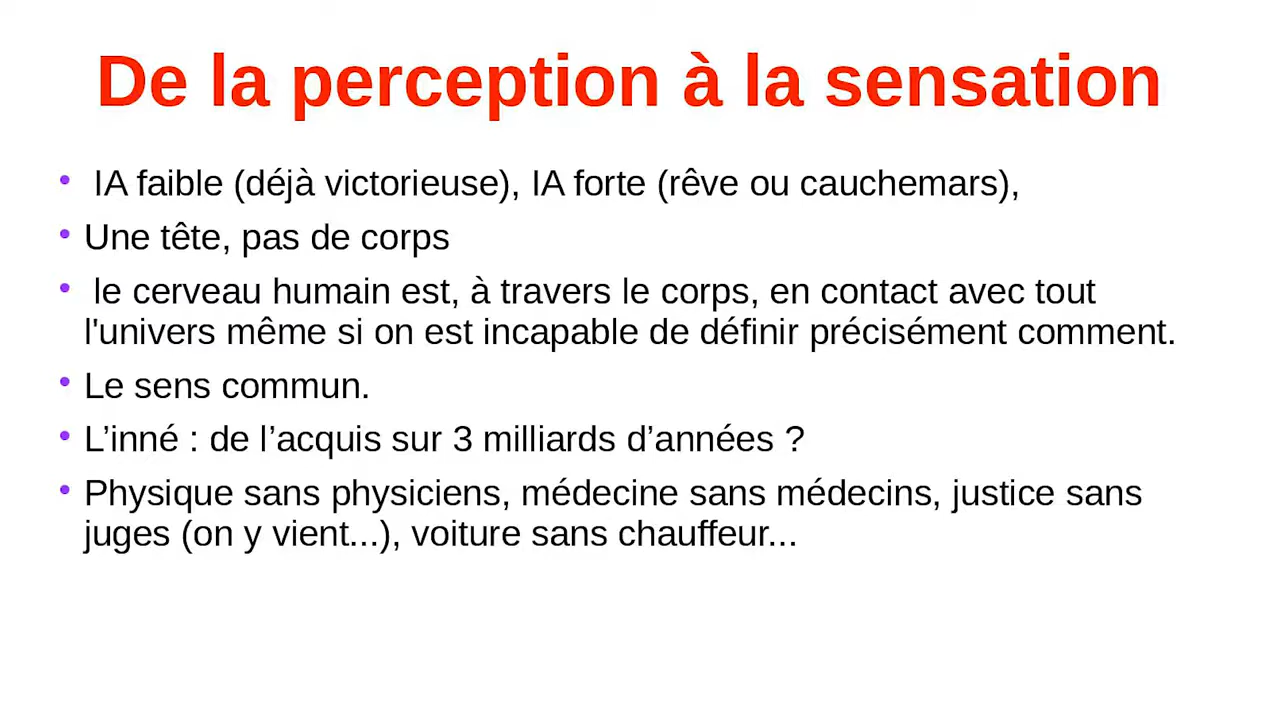 De la perception à la sensation
• IA faible (déjà victorieuse), IA forte (rêve ou cauchemars),
• Une tête, pas de corps
• le cerveau humain est, à travers le corps, en contact avec tout
l'univers même si on est incapable de définir précisément comment.
• Le sens commun.
• L’inné : de l’acquis sur 3 milliards d’années ?
• Physique sans physiciens, médecine sans médecins, justice sans
juges (on y vient...), voiture sans chauffeur...